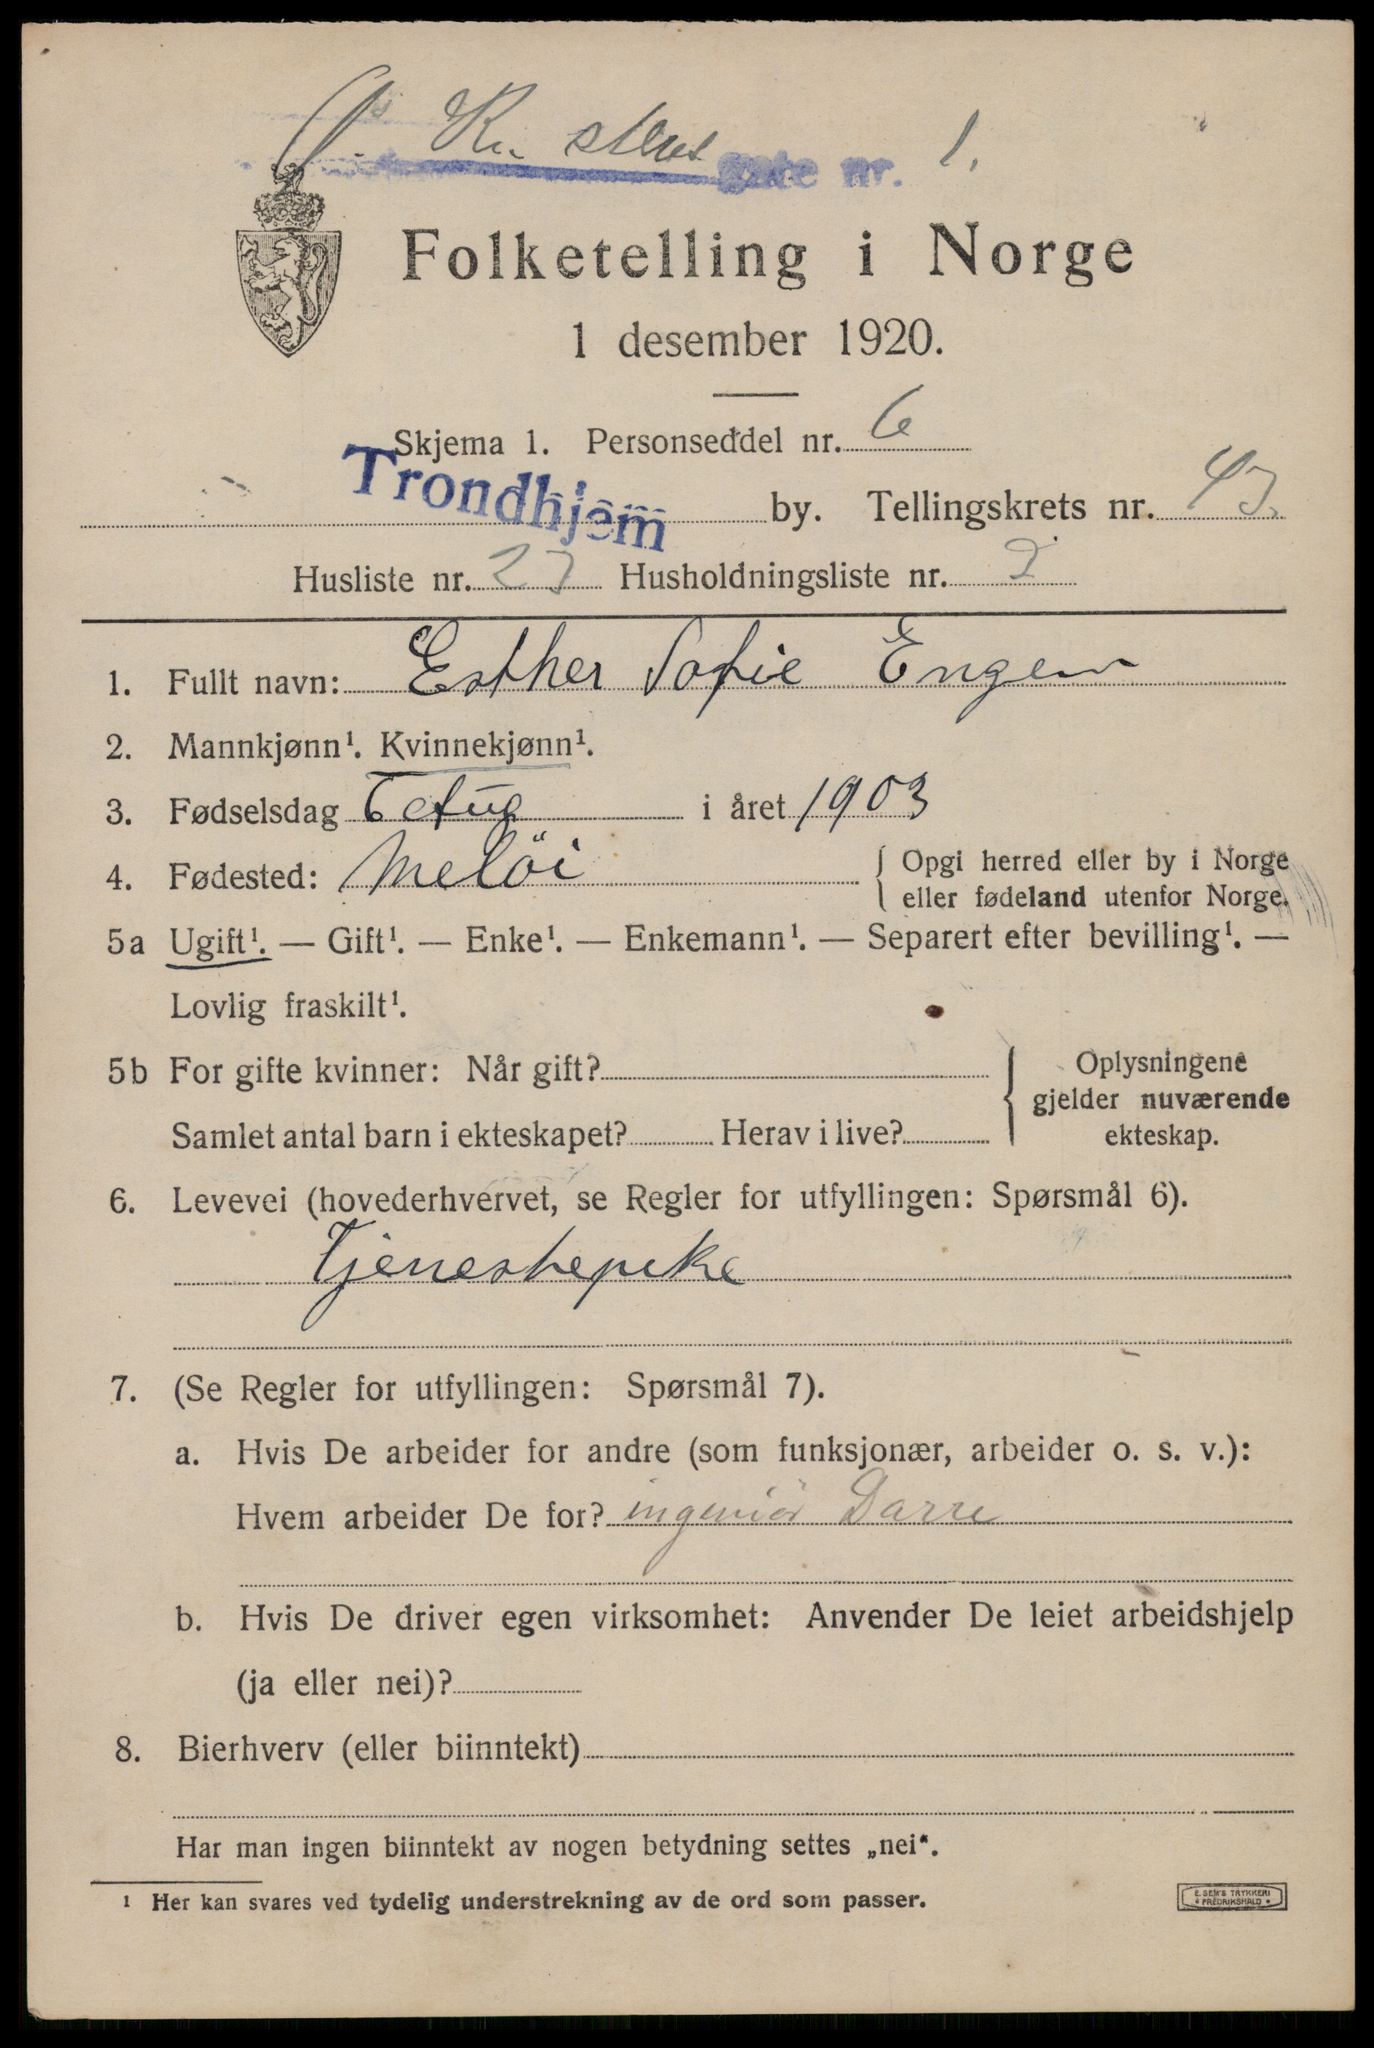 gate nr. 1.
Folketelling i Norge
1 desember 1920.
Skjema 1. Personseddel nr. 6
Trondhjem by. Tellingskrets nr. 43.
Husliste nr. 27 Husholdningsliste nr. 2
1. Fullt navn: Esther Sofie Engen
2. Mannkjønn¹. Kvinnekjønn¹.
3. Fødselsdag 6 Aug i året 1903
4. Fødested: Meløi { Opgi herred eller by i Norge
eller fødeland utenfor Norge.
5a Ugift¹. — Gift¹. — Enke¹. — Enkemann¹. — Separert efter bevilling¹. —
Lovlig fraskilt¹.
5b For gifte kvinner: Når gift? { Oplysningene
gjelder nuværende
Samlet antal barn i ekteskapet? Herav i live? ekteskap.
6. Levevei (hovederhvervet, se Regler for utfyllingen: Spørsmål 6).
Tjenestepike
7. (Se Regler for utfyllingen: Spørsmål 7).
a. Hvis De arbeider for andre (som funksjonær, arbeider o. s. v.):
Hvem arbeider De for? ingeniør Darre
b. Hvis De driver egen virksomhet: Anvender De leiet arbeidshjelp
(ja eller nei)?
8. Bierhverv (eller biinntekt)
Har man ingen biinntekt av nogen betydning settes „nei".
¹ Her kan svares ved tydelig understrekning av de ord som passer.
E. SEM'S TRYKKERI
FREDRIKSHALD